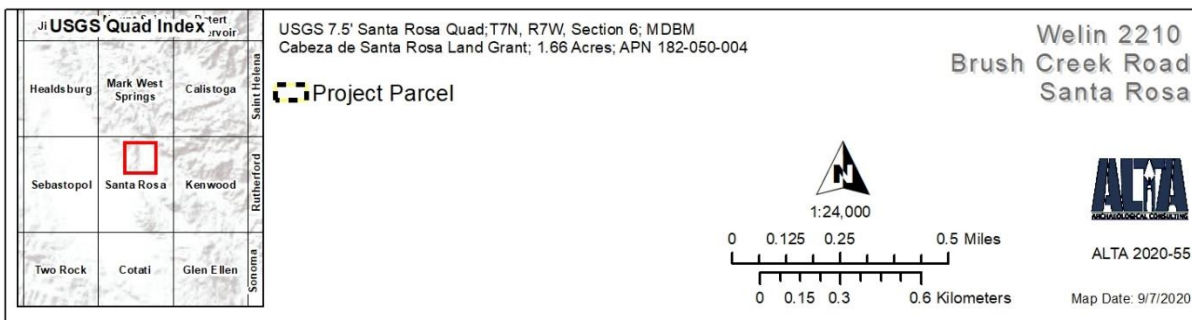 USGS Quad Index
Healdsburg
Mark West
Springs
Calistoga
Saint Helena
Sebastopol
Santa Rosa
Kenwood
Rutherford
Two Rock
Cotati
Glen Ellen
Sonoma
USGS 7.5' Santa Rosa Quad;T7N, R7W, Section 6; MDBM
Cabeza de Santa Rosa Land Grant; 1.66 Acres; APN 182-050-004
Project Parcel
N
1:24,000
0 0.125 0.25 0.5 Miles
0 0.15 0.3 0.6 Kilometers
Welin 2210
Brush Creek Road
Santa Rosa
ALTA
ARCHAEOLOGICAL CONSULTING
ALTA 2020-55
Map Date: 9/7/2020